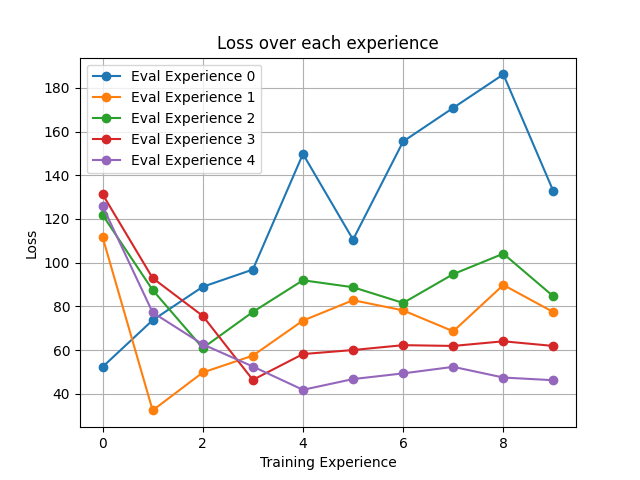 Loss over each experience
Eval Experience 0
Eval Experience 1
Eval Experience 2
Eval Experience 3
Eval Experience 4
180
160
140
120
100
80
60
40
Loss
0 2 4 6 8
Training Experience